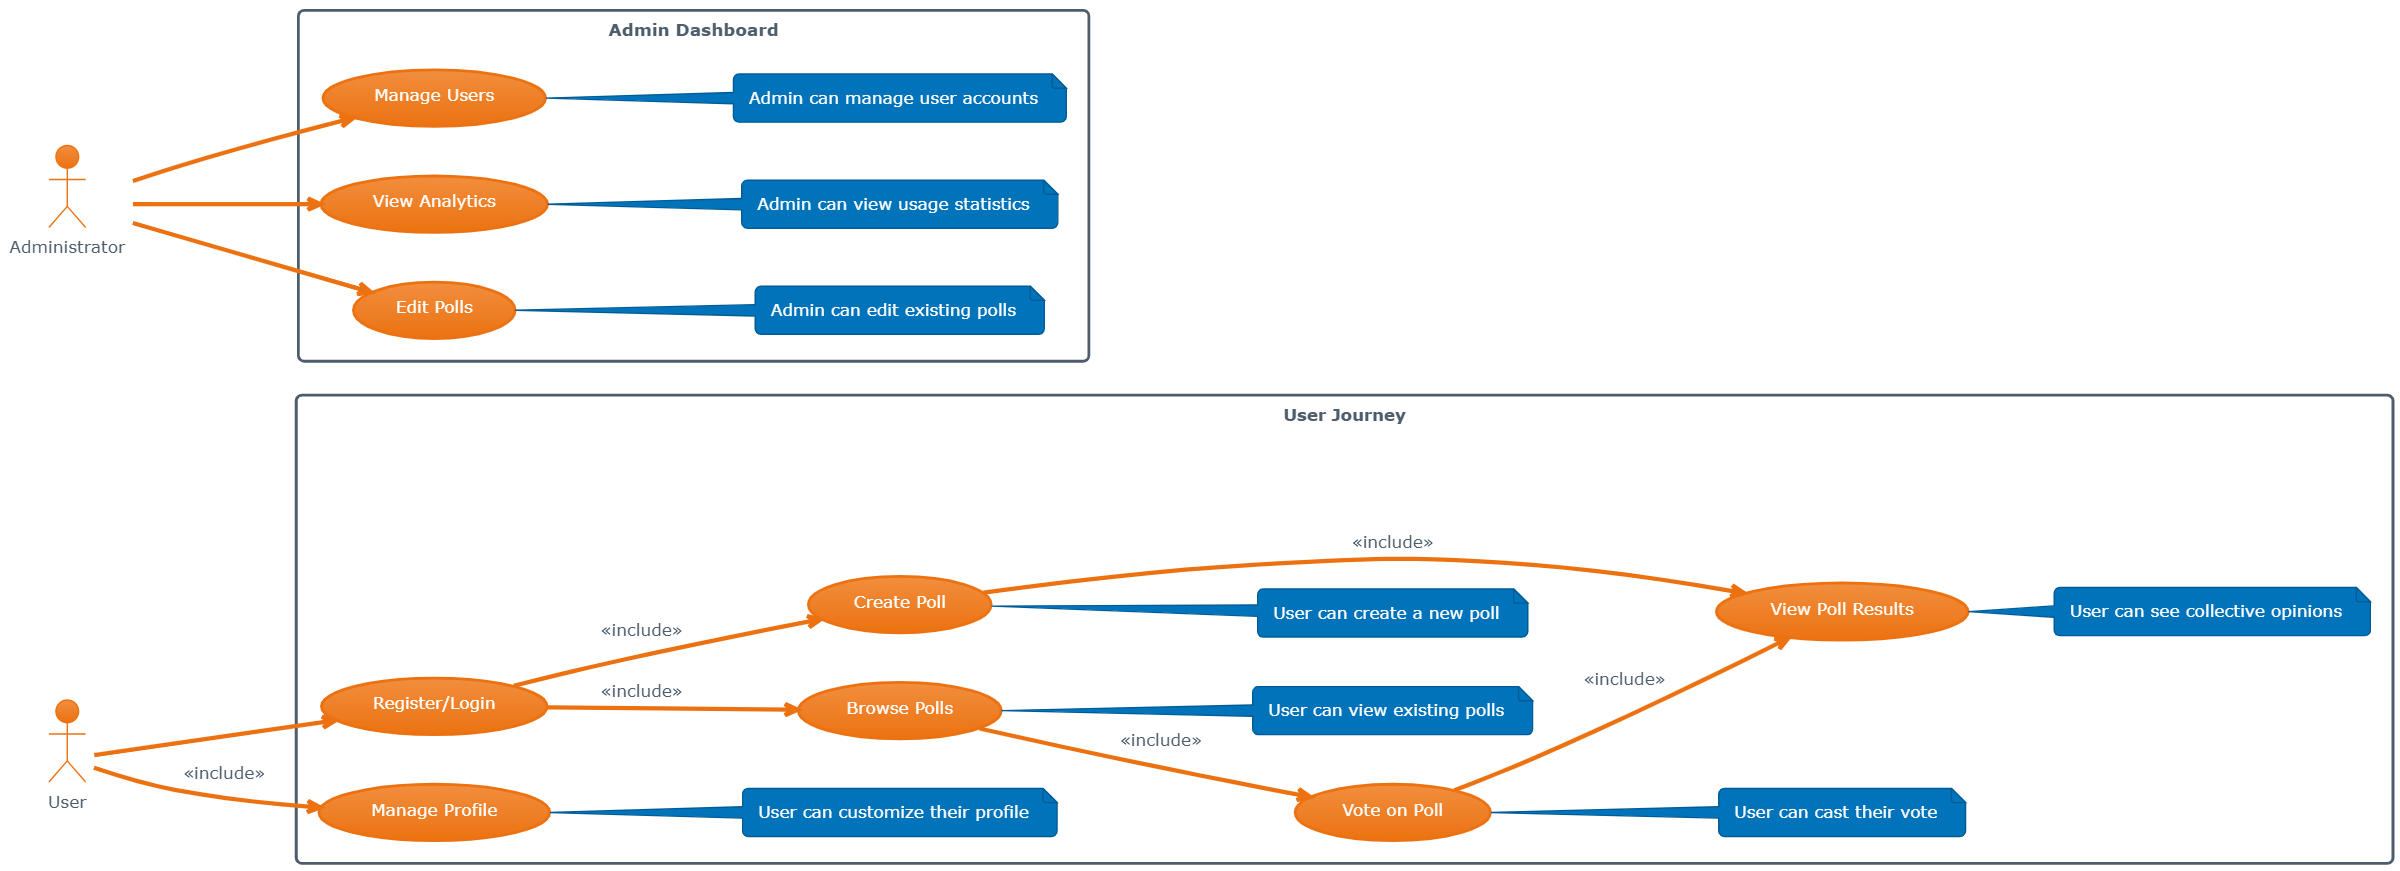 Admin Dashboard
Manage Users
Admin can manage user accounts
View Analytics
Admin can view usage statistics
Administrator
Edit Polls
Admin can edit existing polls
User Journey
«include»
Create Poll
User can create a new poll
View Poll Results
User can see collective opinions
«include»
«include»
«include»
Register/Login
Browse Polls
User can view existing polls
«include»
«include»
User
Manage Profile
User can customize their profile
Vote on Poll
User can cast their vote